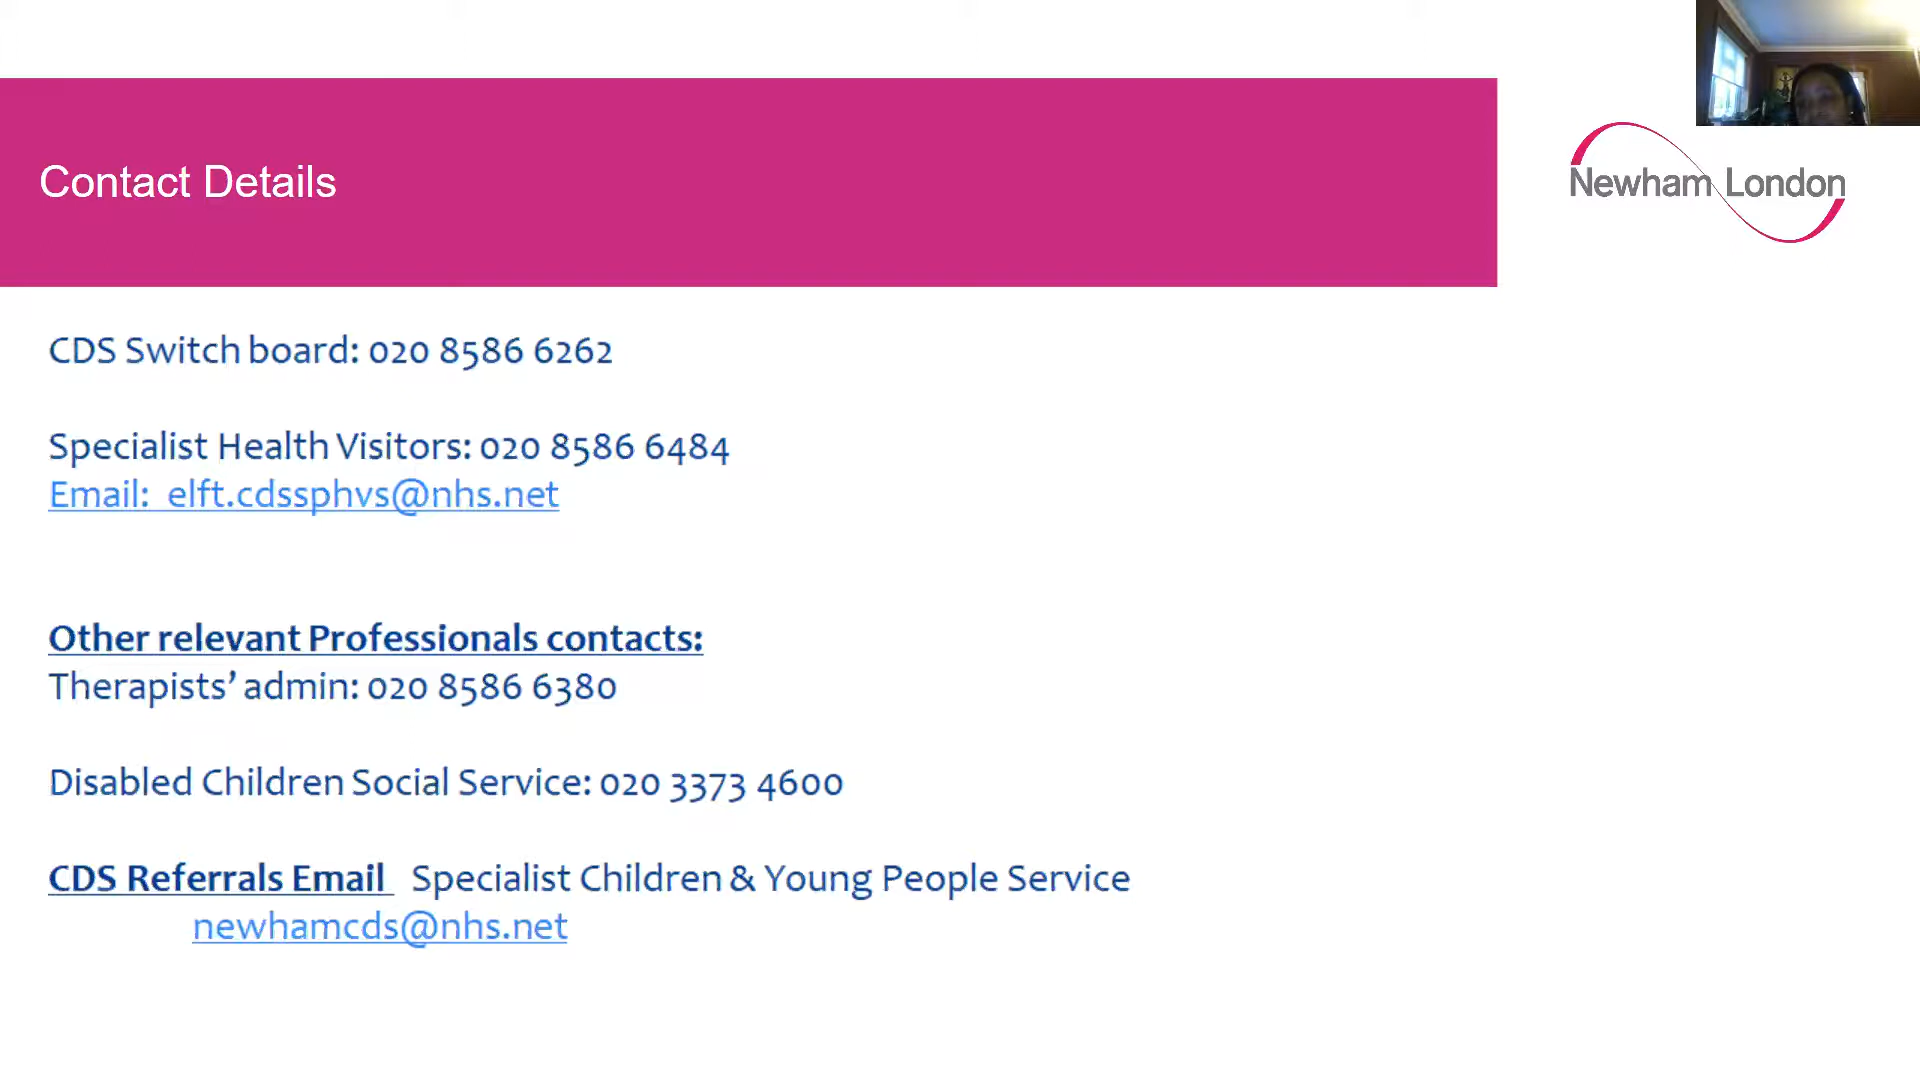 Contact Details
Newham London
CDS Switch board: 020 8586 6262
Specialist Health Visitors: 020 8586 6484
Email:  elft.cdssphvs@nhs.net
Other relevant Professionals contacts:
Therapists’ admin: 020 8586 6380
Disabled Children Social Service: 020 3373 4600
CDS Referrals Email  Specialist Children & Young People Service
newhamcds@nhs.net